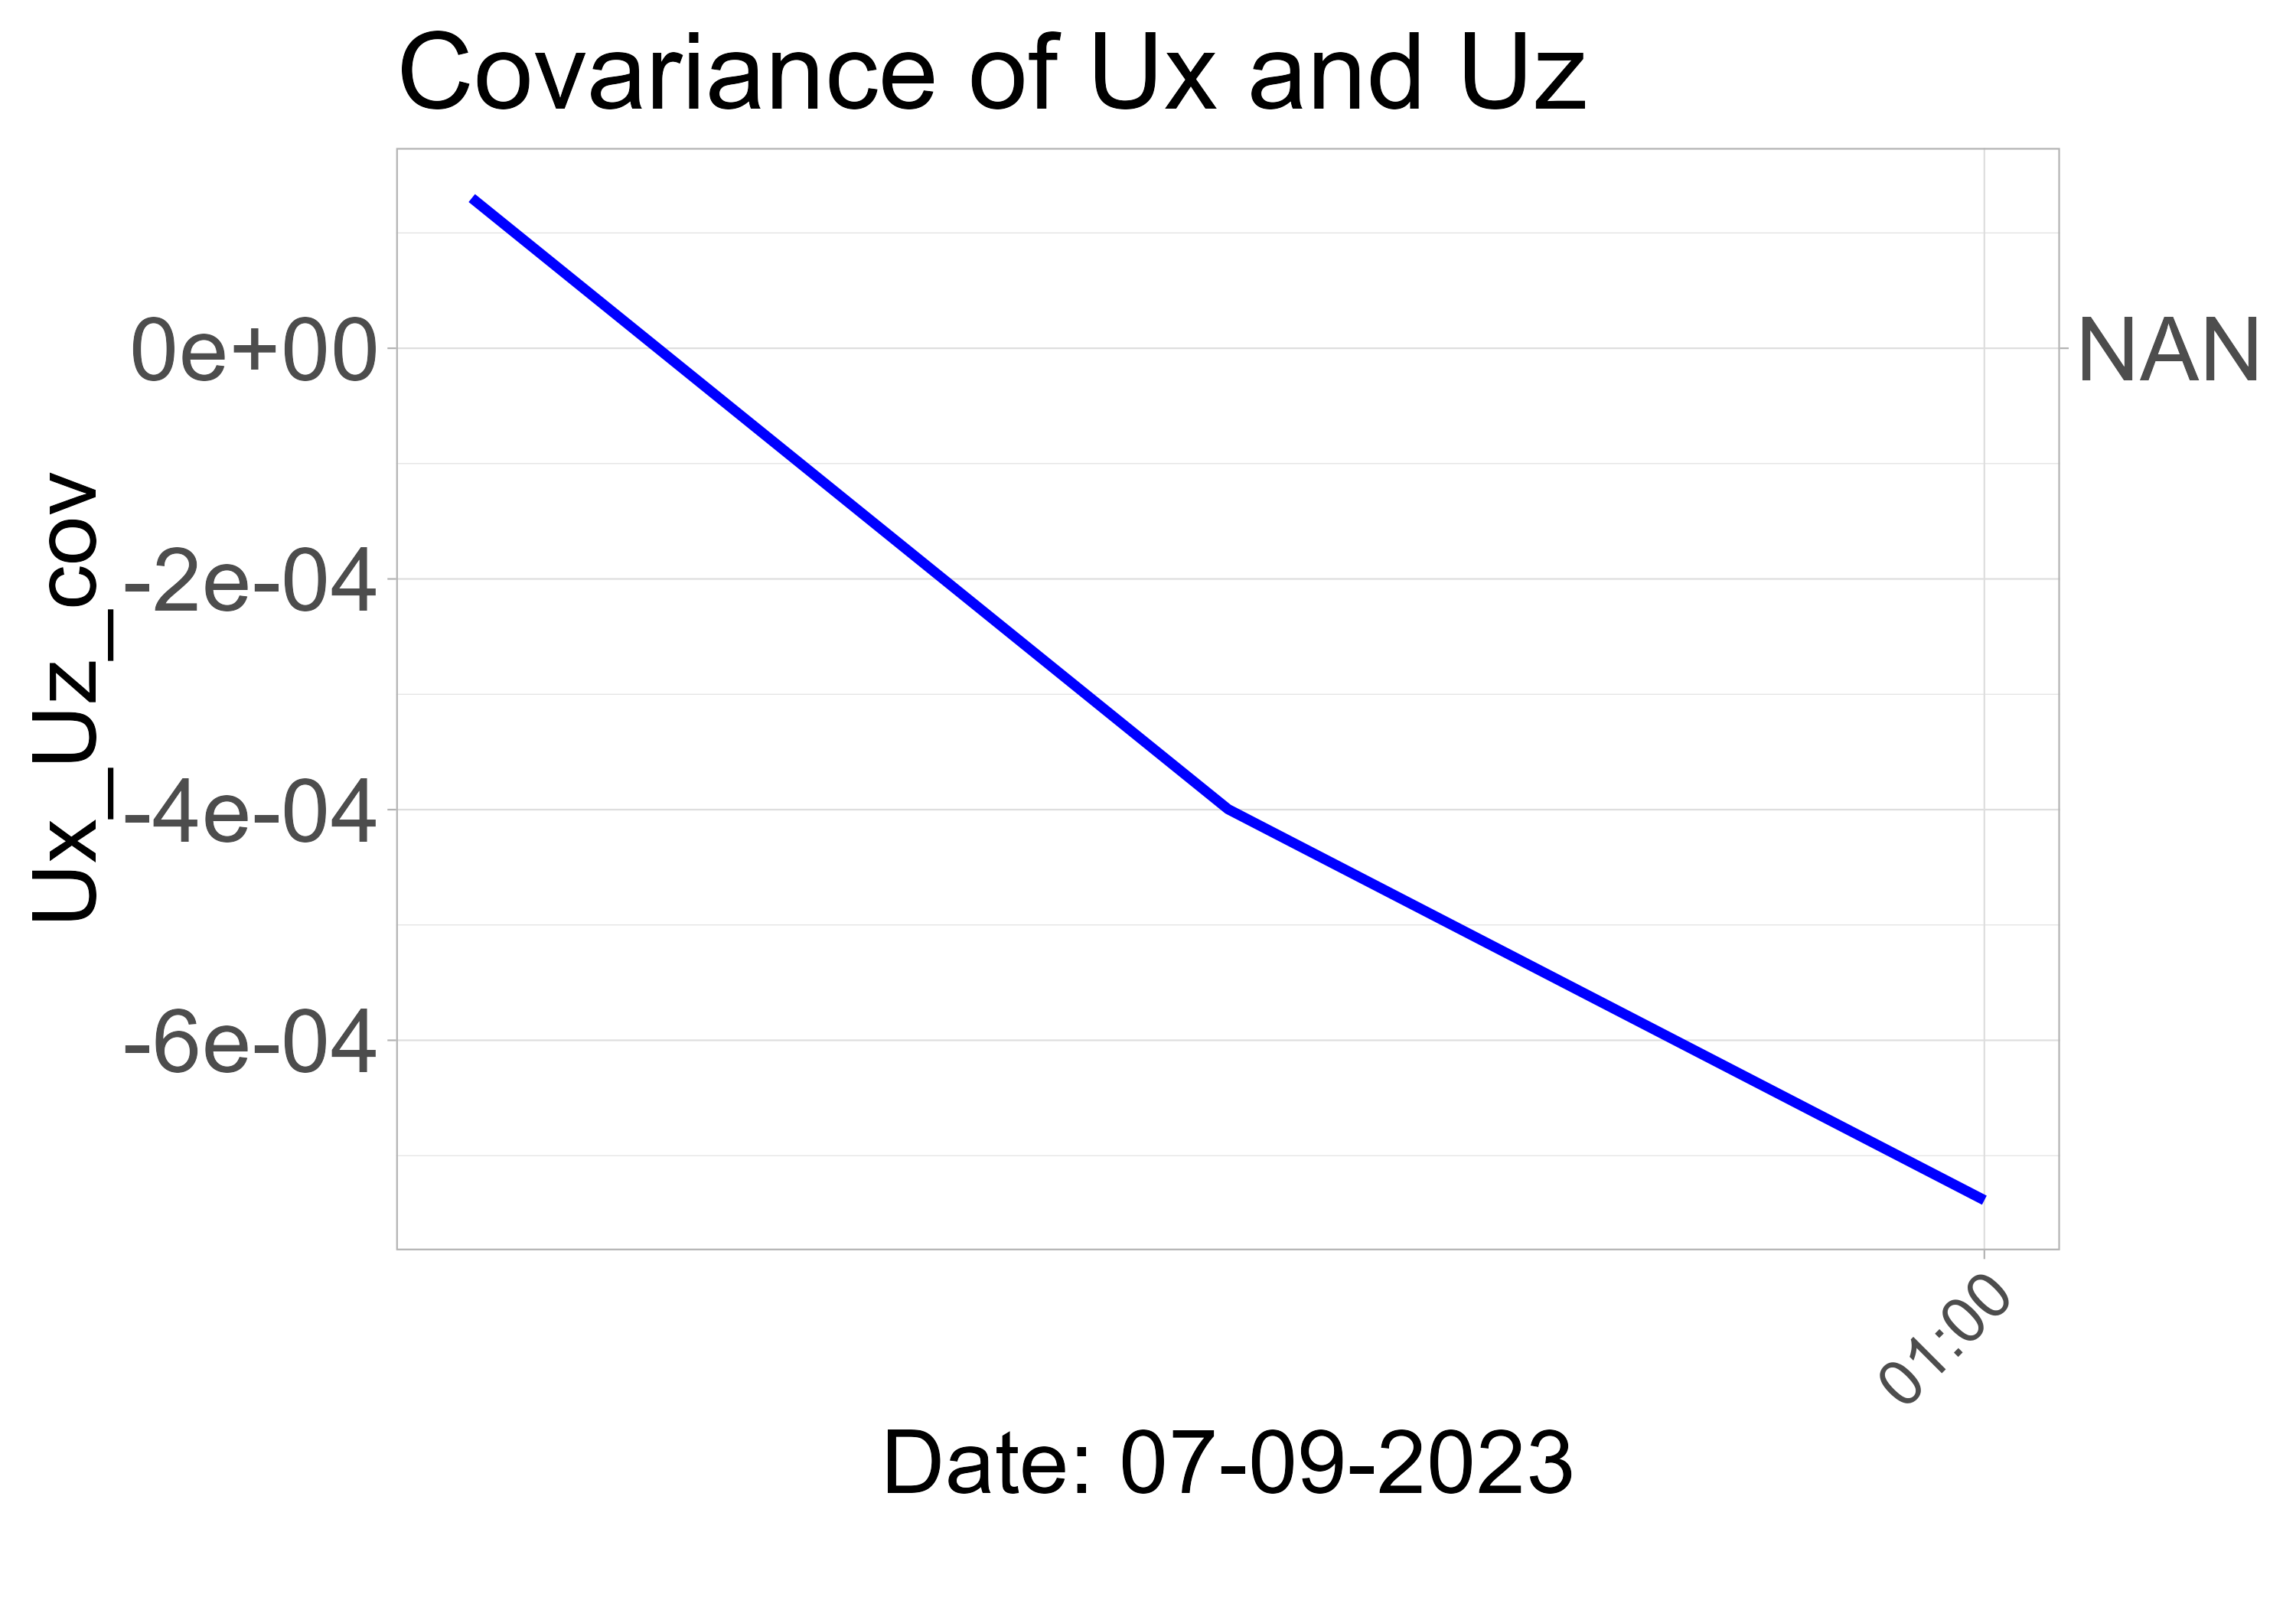 Covariance of Ux and Uz
Ux_Uz_cov
0e+00
-2e-04
-4e-04
-6e-04
NAN
01:00
Date: 07-09-2023